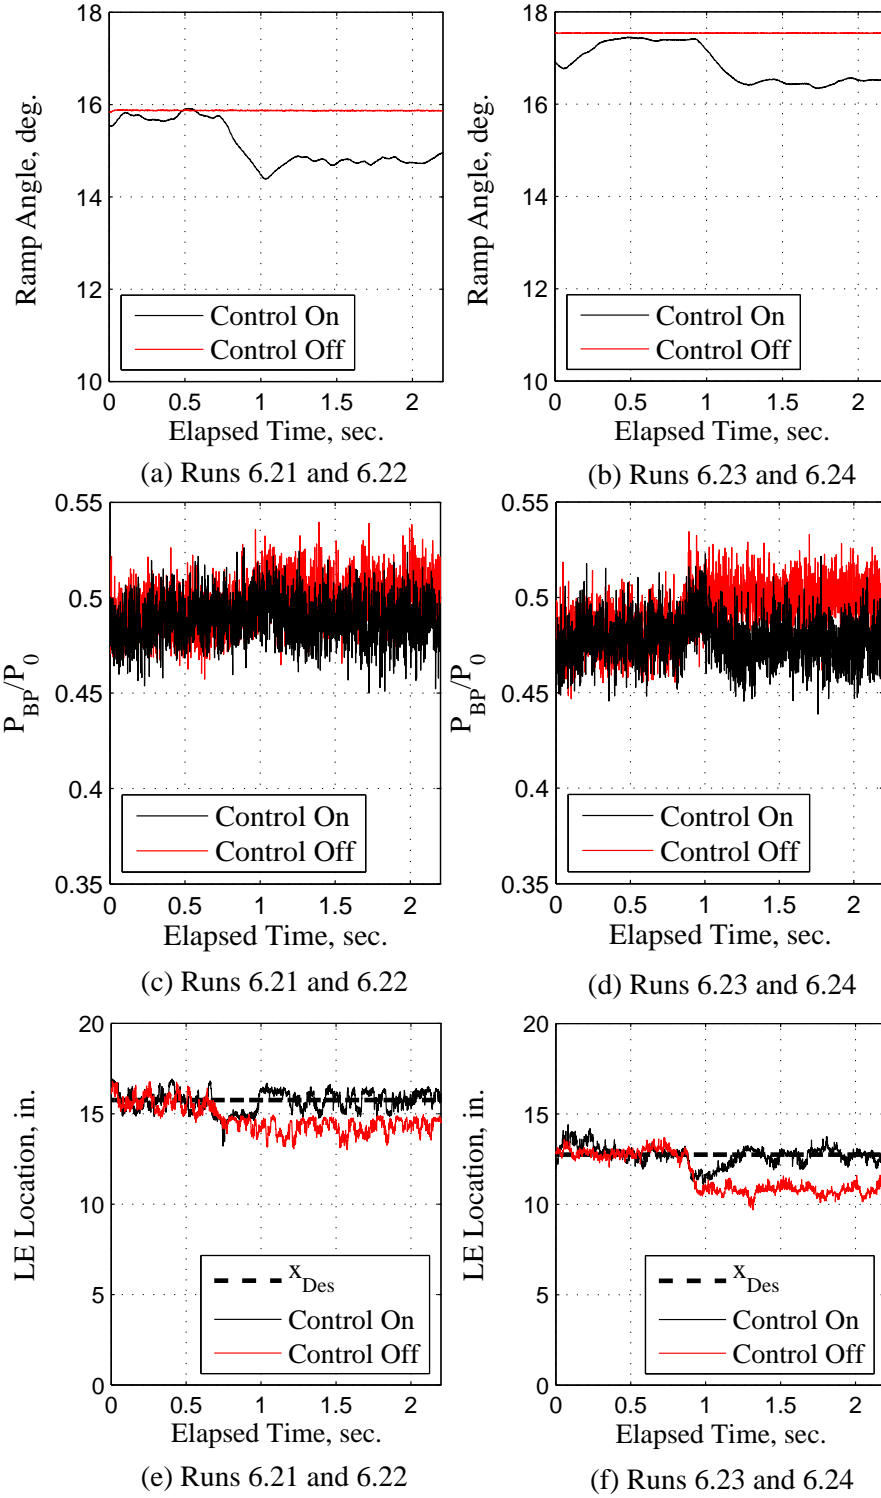 18
16
14
12
10
Ramp Angle, deg.
Control On
Control Off
0 0.5 1 1.5 2
Elapsed Time, sec.
(a) Runs 6.21 and 6.22
18
16
14
12
10
Ramp Angle, deg.
Control On
Control Off
0 0.5 1 1.5 2
Elapsed Time, sec.
(b) Runs 6.23 and 6.24
0.55
0.5
0.45
0.4
0.35
P_BP/P_0
Control On
Control Off
0 0.5 1 1.5 2
Elapsed Time, sec.
(c) Runs 6.21 and 6.22
0.55
0.5
0.45
0.4
0.35
P_BP/P_0
Control On
Control Off
0 0.5 1 1.5 2
Elapsed Time, sec.
(d) Runs 6.23 and 6.24
20
15
10
5
0
LE Location, in.
x_Des
Control On
Control Off
0 0.5 1 1.5 2
Elapsed Time, sec.
(e) Runs 6.21 and 6.22
20
15
10
5
0
LE Location, in.
x_Des
Control On
Control Off
0 0.5 1 1.5 2
Elapsed Time, sec.
(f) Runs 6.23 and 6.24